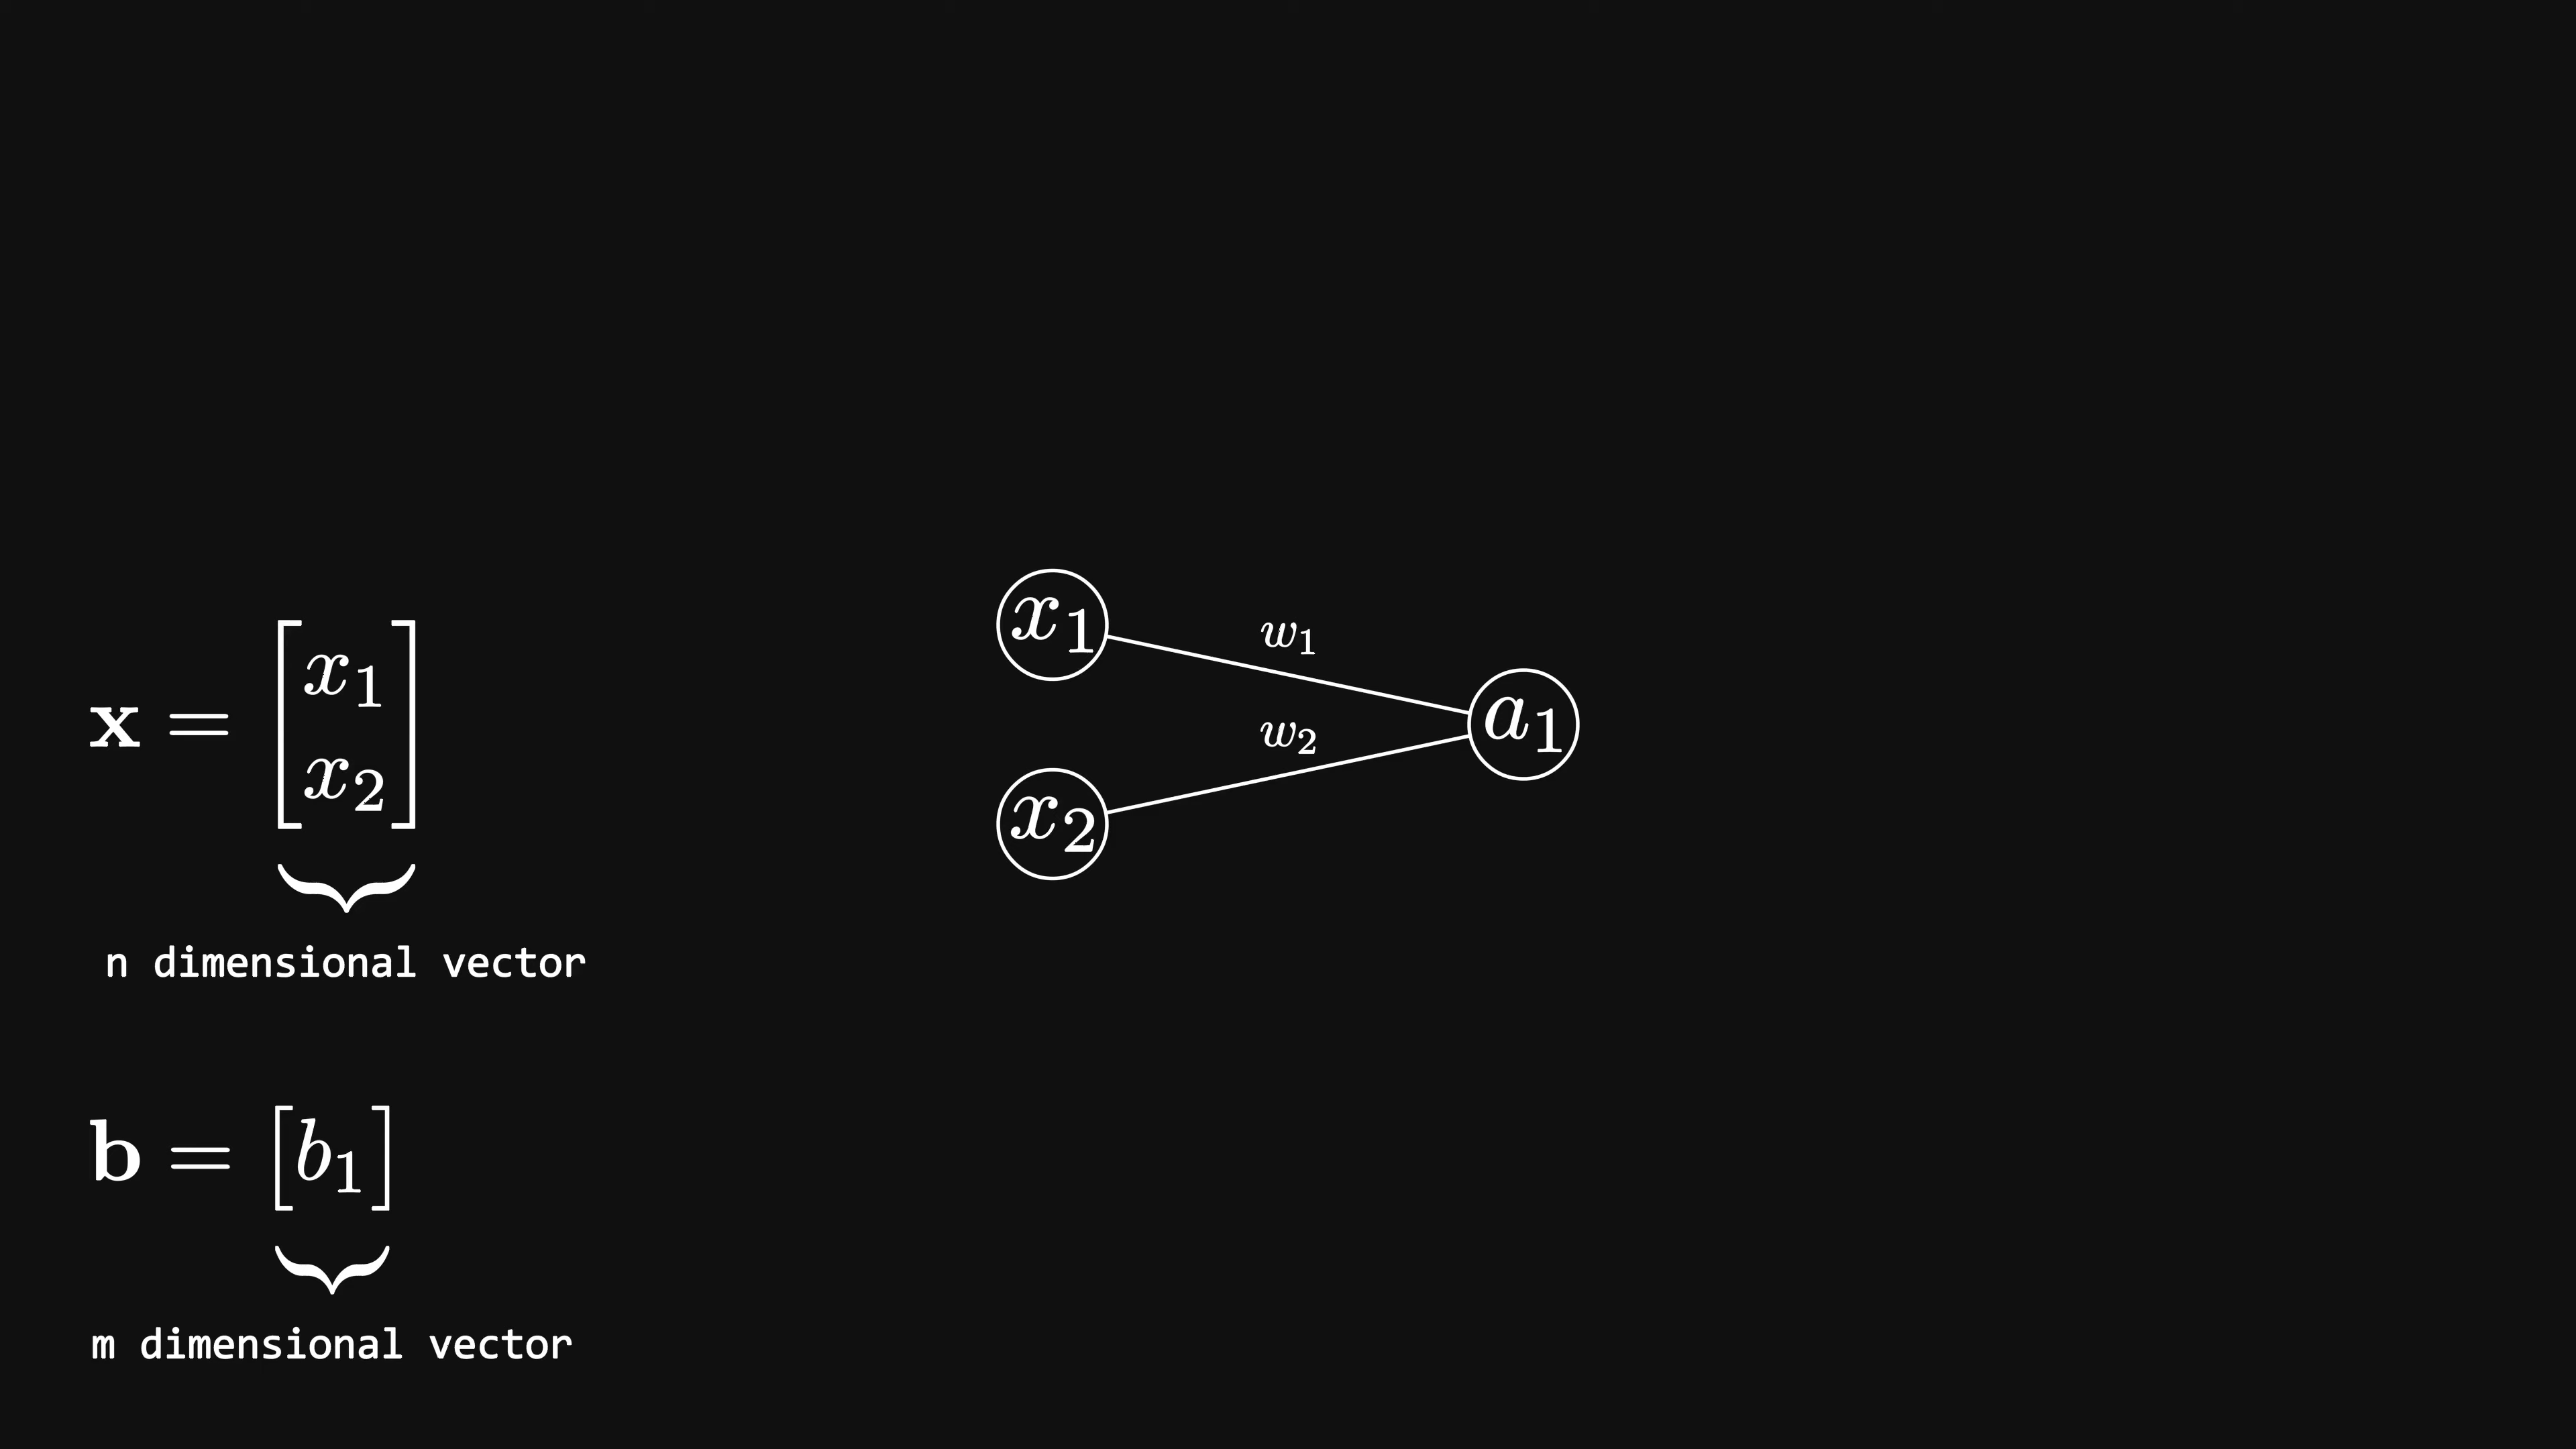 x = [x₁
x₂]
n dimensional vector
b = [b₁]
m dimensional vector
x₁
w₁
a₁
w₂
x₂